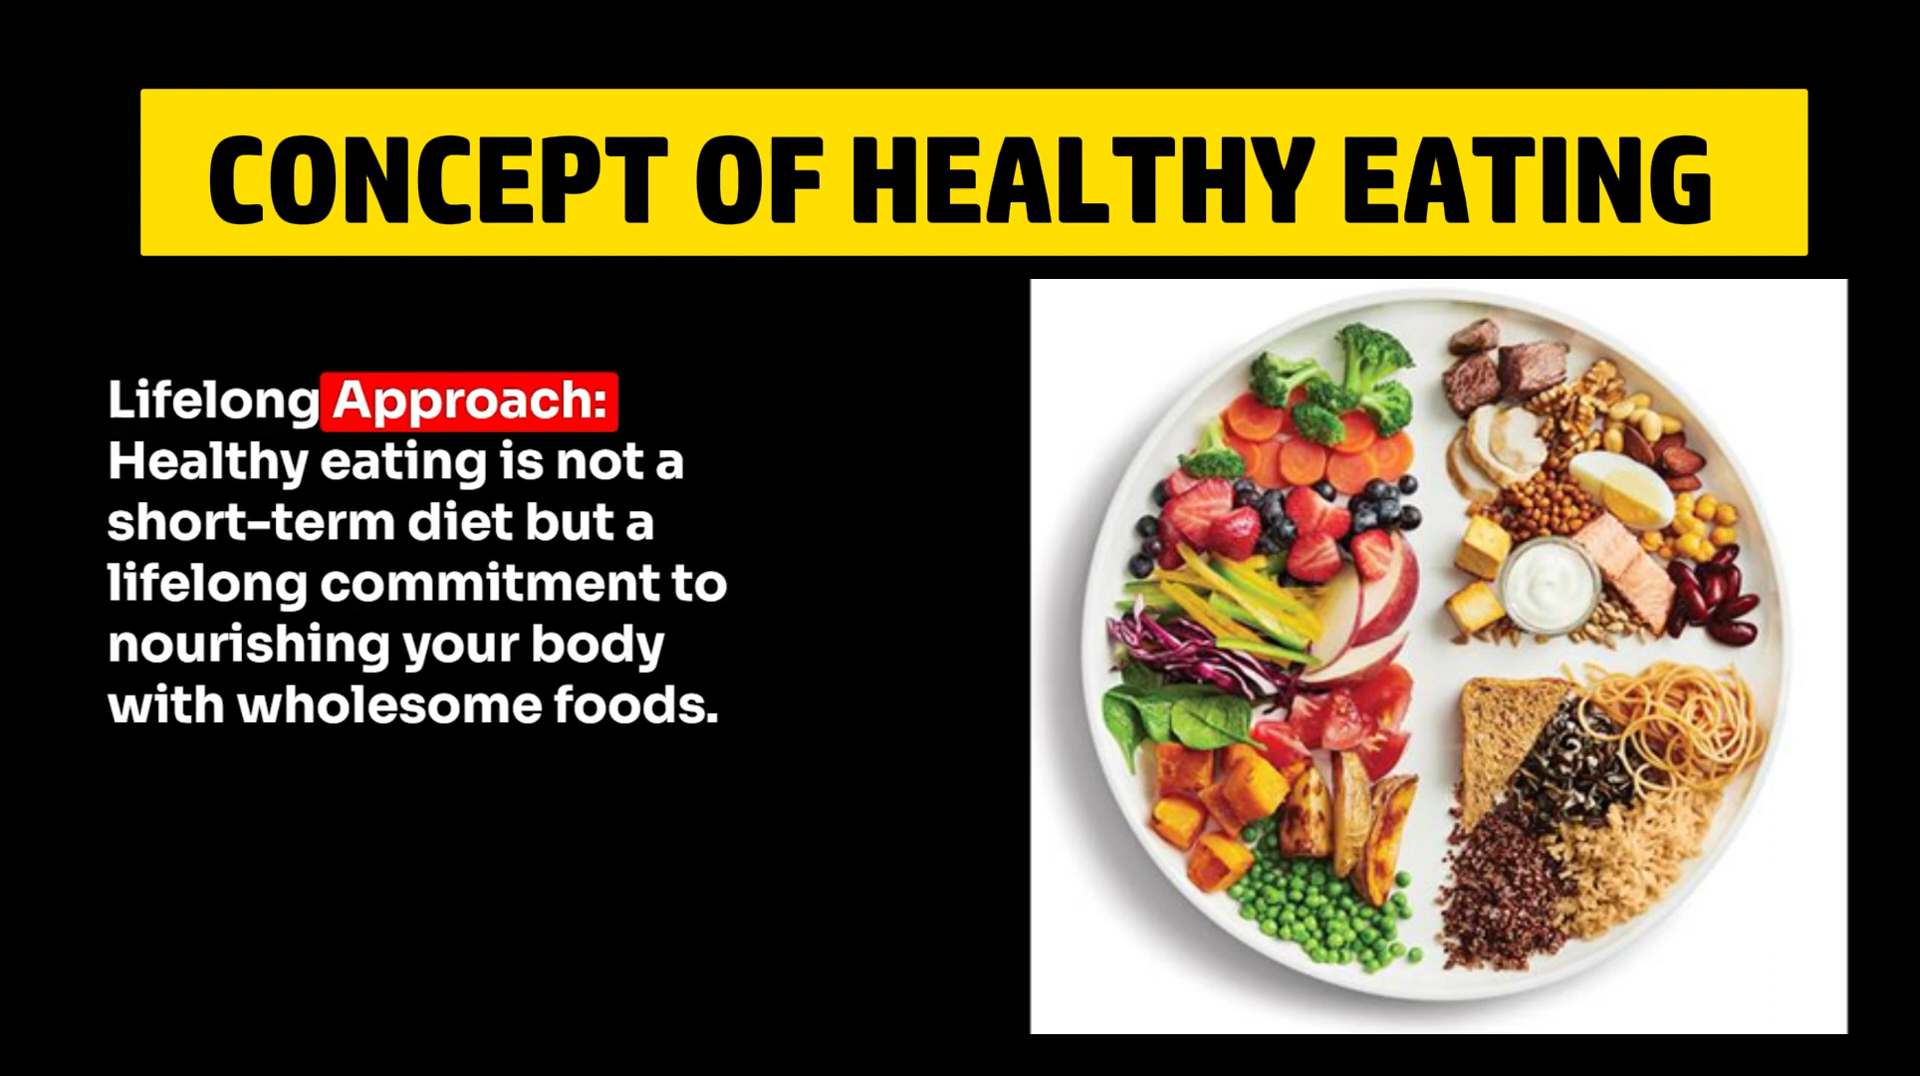 CONCEPT OF HEALTHY EATING
Lifelong Approach:
Healthy eating is not a
short-term diet but a
lifelong commitment to
nourishing your body
with wholesome foods.